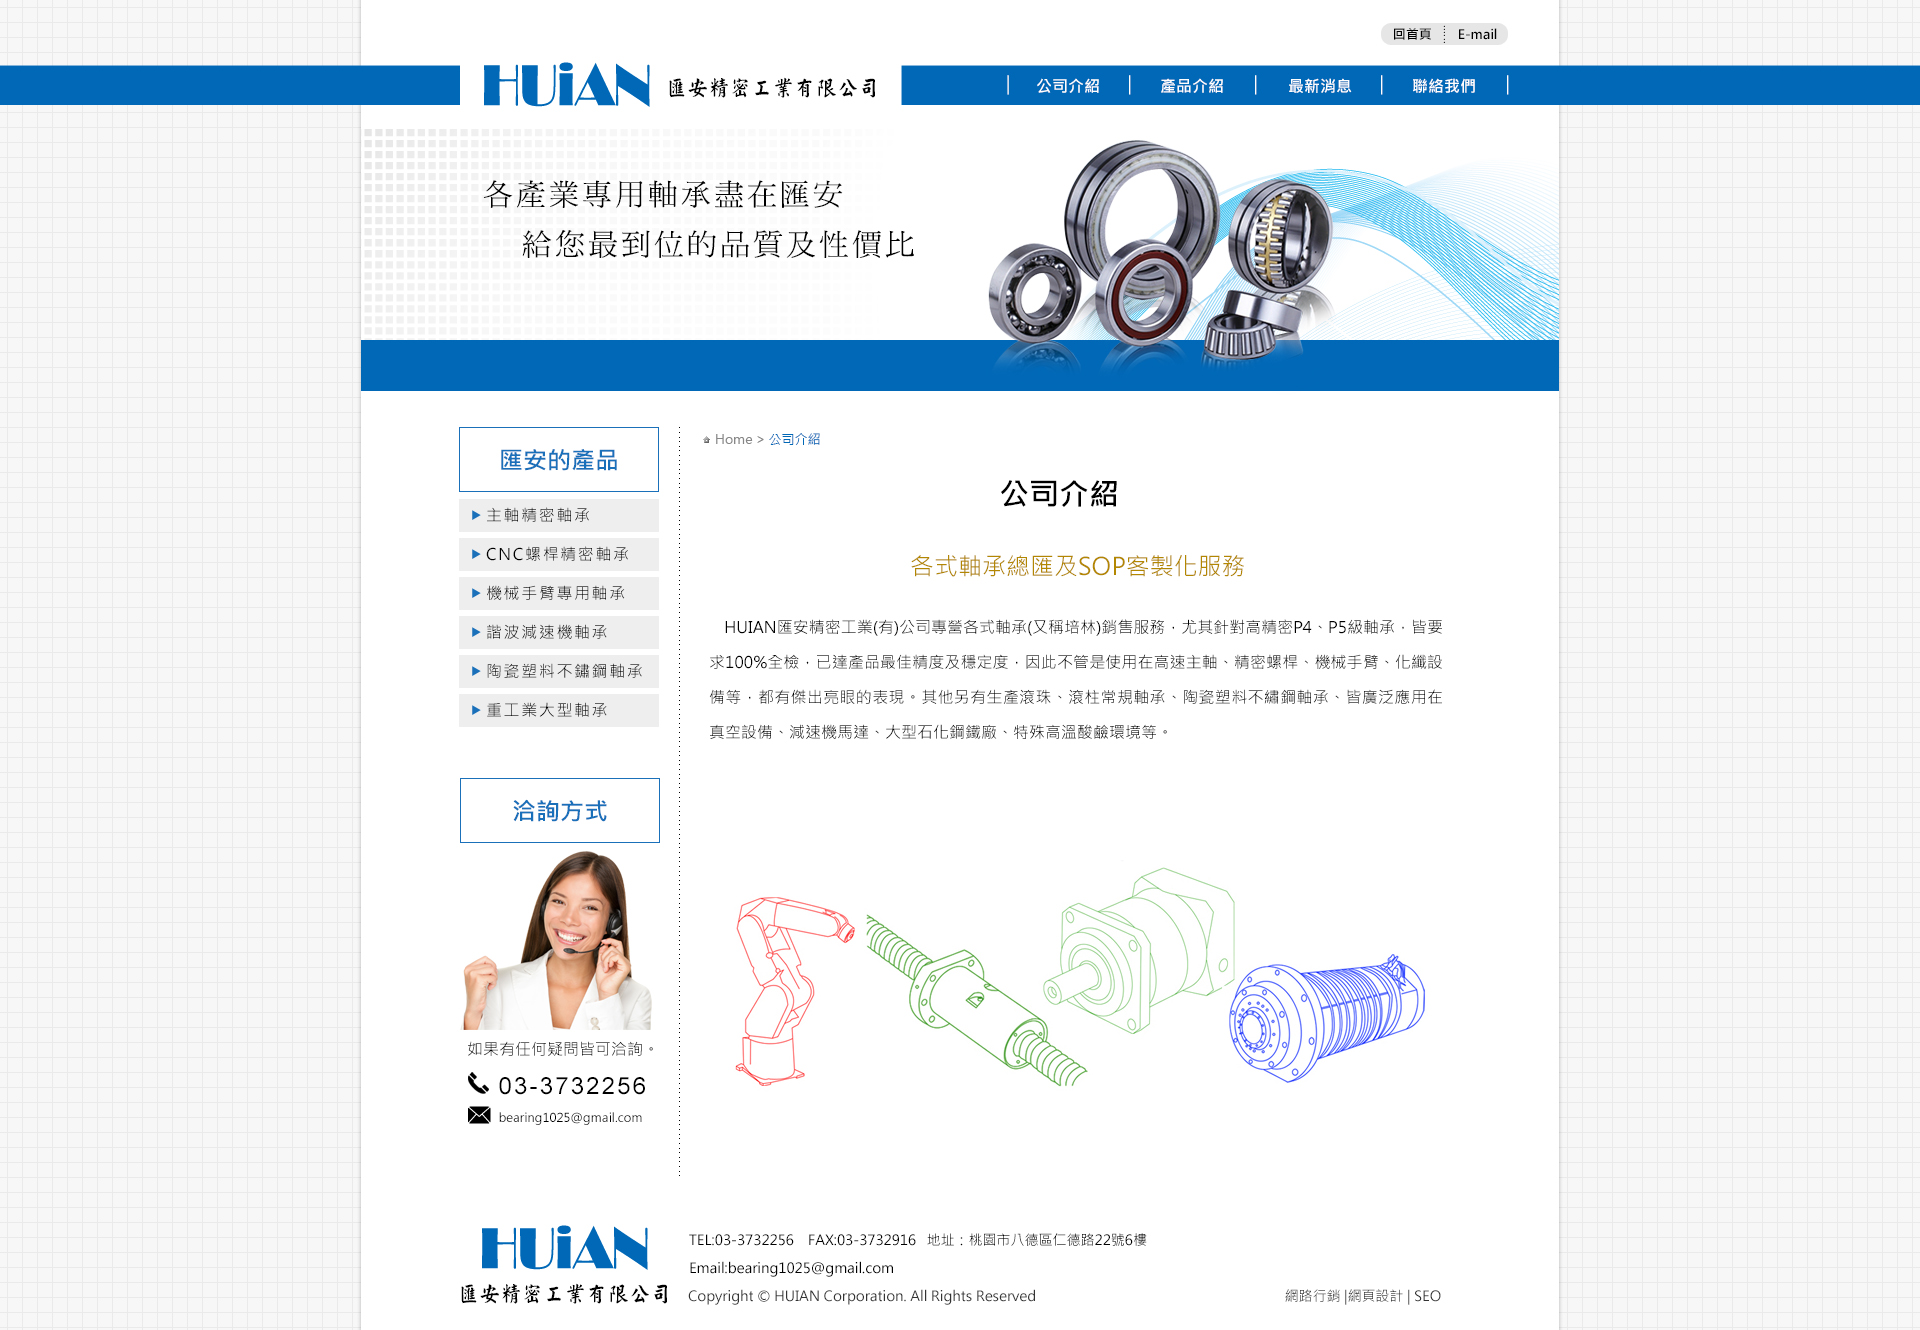 回首頁 E-mail
HUiAN 匯安精密工業有限公司
公司介紹 產品介紹 最新消息 聯絡我們
各產業專用軸承盡在匯安
給您最到位的品質及性價比
匯安的產品
主軸精密軸承
CNC螺桿精密軸承
機械手臂專用軸承
諧波減速機軸承
陶瓷塑料不鏽鋼軸承
重工業大型軸承
洽詢方式
如果有任何疑問皆可洽詢。
03-3732256
bearing1025@gmail.com
Home > 公司介紹
公司介紹
各式軸承總匯及SOP客製化服務
HUIAN匯安精密工業(有)公司專營各式軸承(又稱培林)銷售服務，尤其針對高精密P4、P5級軸承，皆要
求100%全檢，已達產品最佳精度及穩定度，因此不管是使用在高速主軸、精密螺桿、機械手臂、化纖設
備等，都有傑出亮眼的表現。其他另有生產滾珠、滾柱常規軸承、陶瓷塑料不繡鋼軸承、皆廣泛應用在
真空設備、減速機馬達、大型石化鋼鐵廠、特殊高溫酸鹼環境等。
HUiAN
匯安精密工業有限公司
TEL:03-3732256 FAX:03-3732916 地址：桃園市八德區仁德路22號6樓
Email:bearing1025@gmail.com
Copyright © HUIAN Corporation. All Rights Reserved
網路行銷 |網頁設計 | SEO